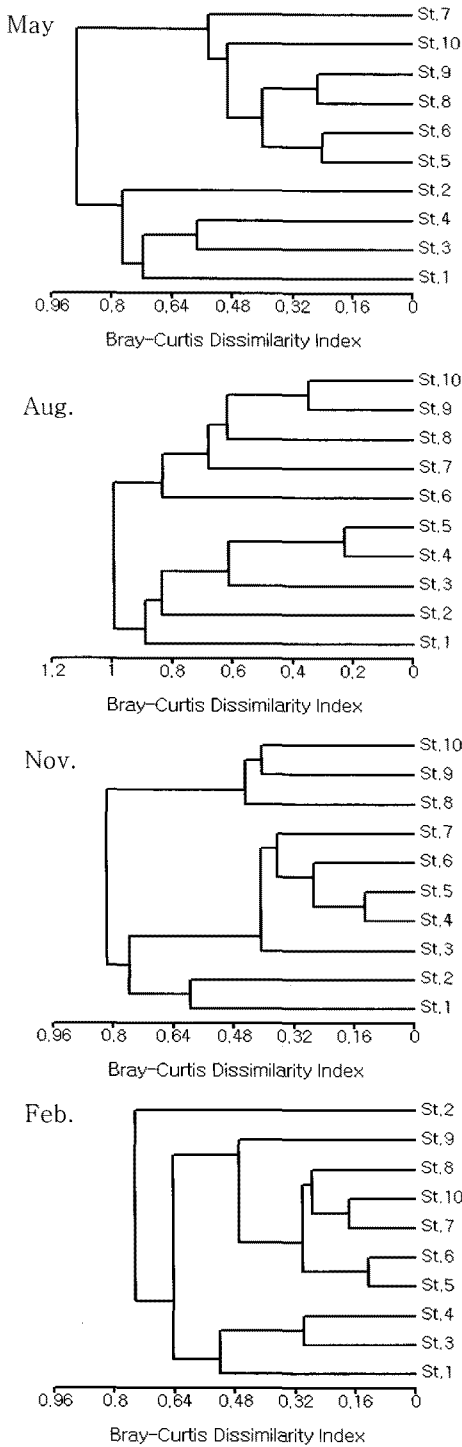 May
St.7
St.10
St.9
St.8
St.6
St.5
St.2
St.4
St.3
St.1
0.96 0.8 0.64 0.48 0.32 0.16 0
Bray-Curtis Dissimilarity Index
Aug.
St.10
St.9
St.8
St.7
St.6
St.5
St.4
St.3
St.2
St.1
1.2 1 0.8 0.6 0.4 0.2 0
Bray-Curtis Dissimilarity Index
Nov.
St.10
St.9
St.8
St.7
St.6
St.5
St.4
St.3
St.2
St.1
0.96 0.8 0.64 0.48 0.32 0.16 0
Bray-Curtis Dissimilarity Index
Feb.
St.2
St.9
St.8
St.10
St.7
St.6
St.5
St.4
St.3
St.1
0.96 0.8 0.64 0.48 0.32 0.16 0
Bray-Curtis Dissimilarity Index